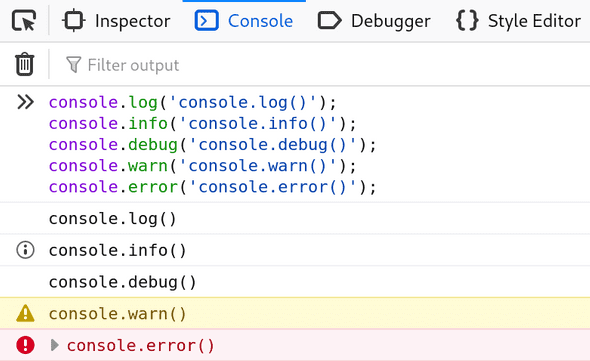 Inspector Console Debugger Style Editor
Filter output
console.log('console.log()');
console.info('console.info()');
console.debug('console.debug()');
console.warn('console.warn()');
console.error('console.error()');
console.log()
console.info()
console.debug()
console.warn()
console.error()